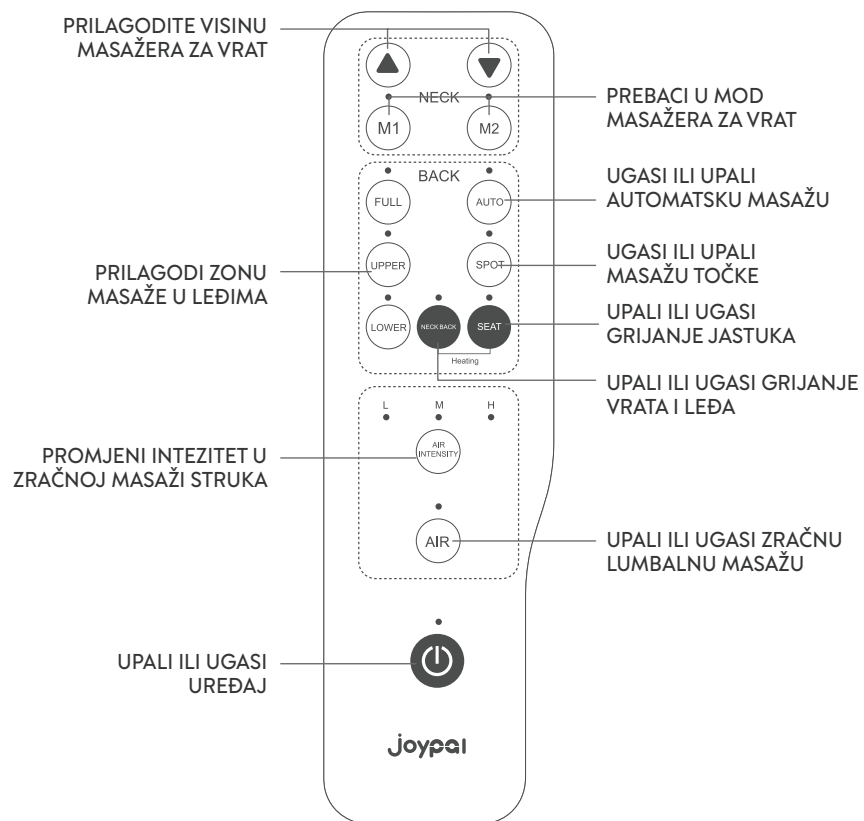 PRILAGODITE VISINU
MASAŽERA ZA VRAT
NECK
M1
M2
PREBACI U MOD
MASAŽERA ZA VRAT
BACK
FULL
AUTO
UGASI ILI UPALI
AUTOMATSKU MASAŽU
UPPER
SPOT
PRILAGODI ZONU
MASAŽE U LEĐIMA
UGASI ILI UPALI
MASAŽU TOČKE
LOWER
NECK BACK
SEAT
Heating
UPALI ILI UGASI
GRIJANJE JASTUKA
UPALI ILI UGASI GRIJANJE
VRATA I LEĐA
L
M
H
AIR
INTENSITY
PROMJENI INTEZITET U
ZRAČNOJ MASAŽI STRUKA
AIR
UPALI ILI UGASI ZRAČNU
LUMBALNU MASAŽU
UPALI ILI UGASI
UREĐAJ
joypal